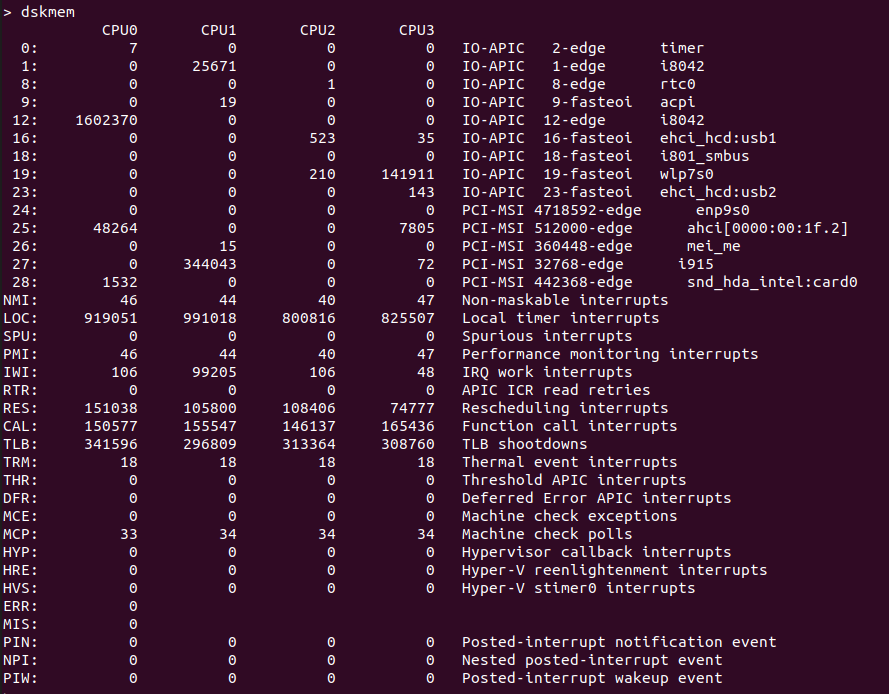 > dskmem
           CPU0       CPU1       CPU2       CPU3
  0:          7          0          0          0   IO-APIC   2-edge      timer
  1:          0      25671          0          0   IO-APIC   1-edge      i8042
  8:          0          0          1          0   IO-APIC   8-edge      rtc0
  9:          0         19          0          0   IO-APIC   9-fasteoi   acpi
 12:    1602370          0          0          0   IO-APIC  12-edge      i8042
 16:          0          0        523         35   IO-APIC  16-fasteoi   ehci_hcd:usb1
 18:          0          0          0          0   IO-APIC  18-fasteoi   i801_smbus
 19:          0          0        210     141911   IO-APIC  19-fasteoi   wlp7s0
 23:          0          0          0        143   IO-APIC  23-fasteoi   ehci_hcd:usb2
 24:          0          0          0          0   PCI-MSI 4718592-edge      enp9s0
 25:      48264          0          0       7805   PCI-MSI 512000-edge      ahci[0000:00:1f.2]
 26:          0         15          0          0   PCI-MSI 360448-edge      mei_me
 27:          0     344043          0         72   PCI-MSI 32768-edge      i915
 28:       1532          0          0          0   PCI-MSI 442368-edge      snd_hda_intel:card0
NMI:         46         44         40         47   Non-maskable interrupts
LOC:     919051     991018     800816     825507   Local timer interrupts
SPU:          0          0          0          0   Spurious interrupts
PMI:         46         44         40         47   Performance monitoring interrupts
IWI:        106      99205        106         48   IRQ work interrupts
RTR:          0          0          0          0   APIC ICR read retries
RES:     151038     105800     108406      74777   Rescheduling interrupts
CAL:     150577     155547     146137     165436   Function call interrupts
TLB:     341596     296809     313364     308760   TLB shootdowns
TRM:         18         18         18         18   Thermal event interrupts
THR:          0          0          0          0   Threshold APIC interrupts
DFR:          0          0          0          0   Deferred Error APIC interrupts
MCE:          0          0          0          0   Machine check exceptions
MCP:         33         34         34         34   Machine check polls
HYP:          0          0          0          0   Hypervisor callback interrupts
HRE:          0          0          0          0   Hyper-V reenlightenment interrupts
HVS:          0          0          0          0   Hyper-V stimer0 interrupts
ERR:          0
MIS:          0
PIN:          0          0          0          0   Posted-interrupt notification event
NPI:          0          0          0          0   Nested posted-interrupt event
PIW:          0          0          0          0   Posted-interrupt wakeup event